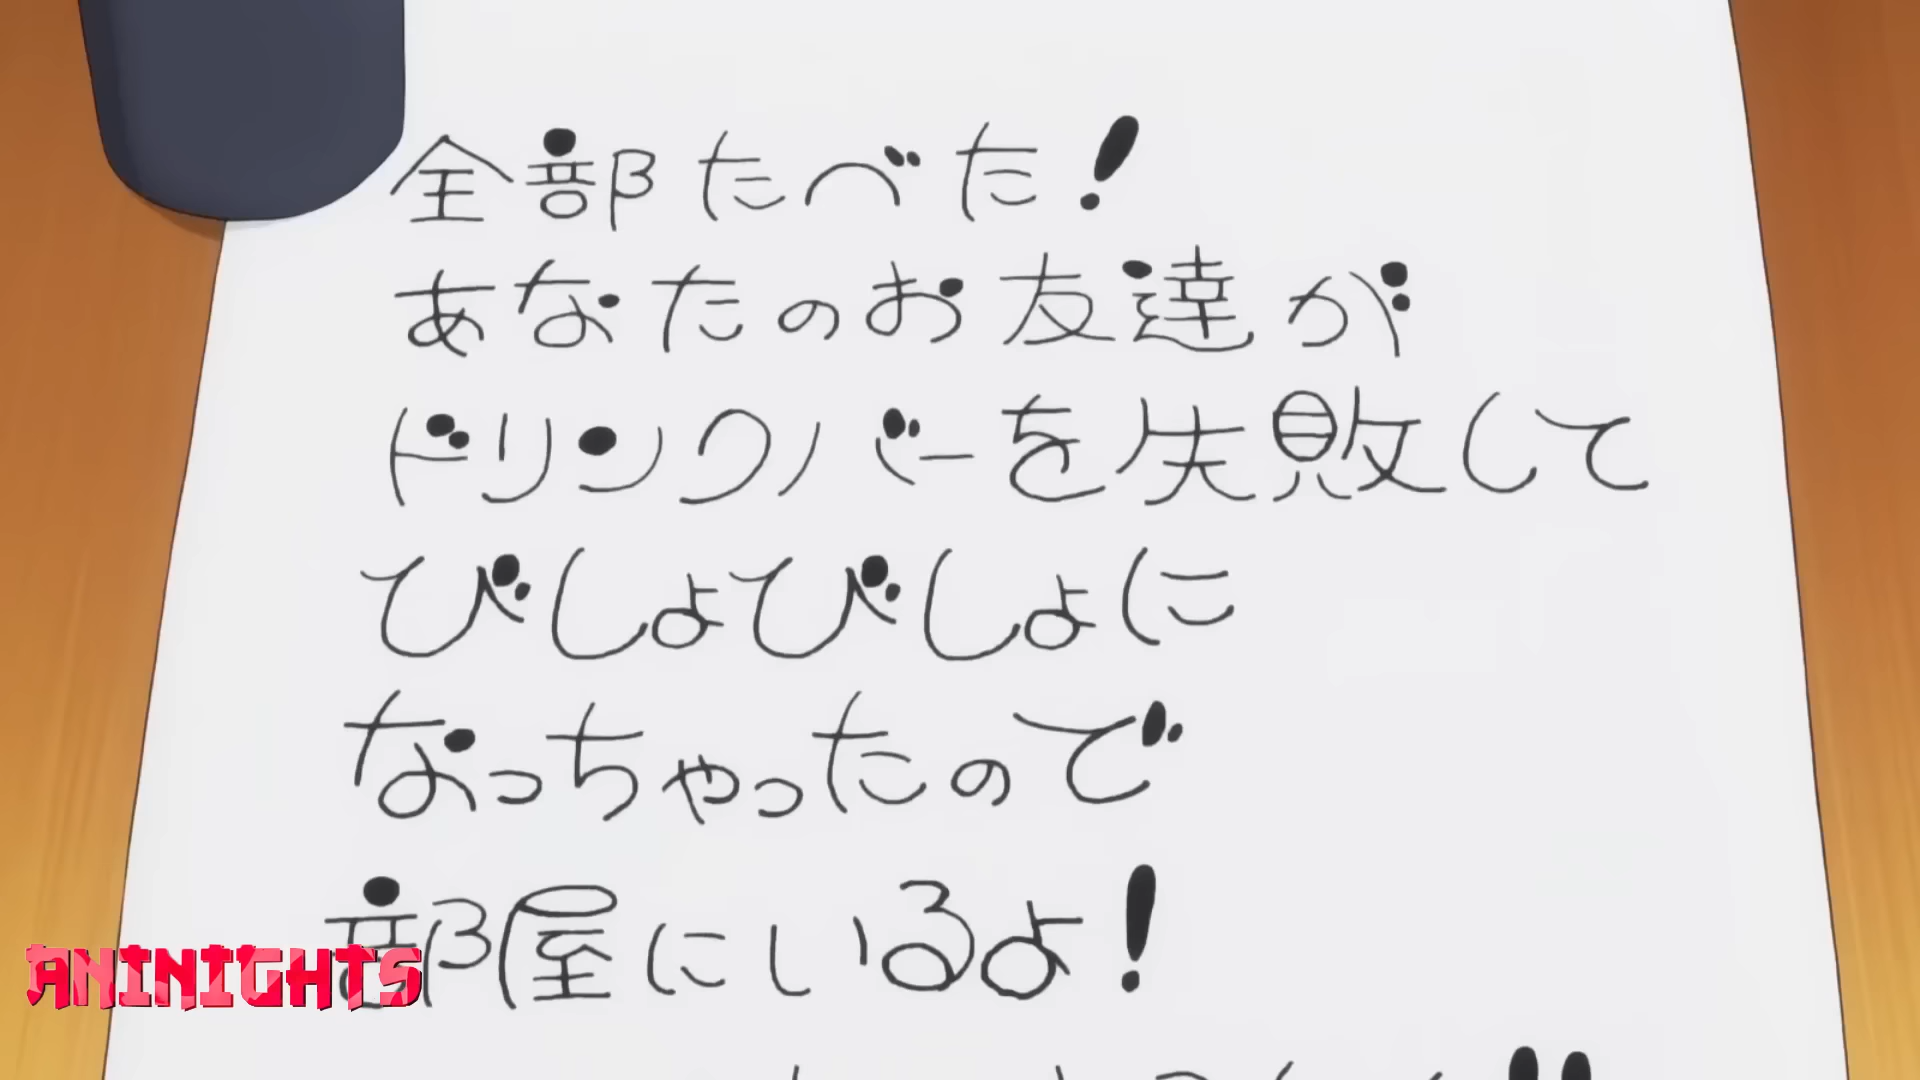 全部たべた!
あなたのお友達が
ドリンクバーを失敗して
びしょびしょに
なっちゃったので
部屋にいるよ!
ANINIGHTS